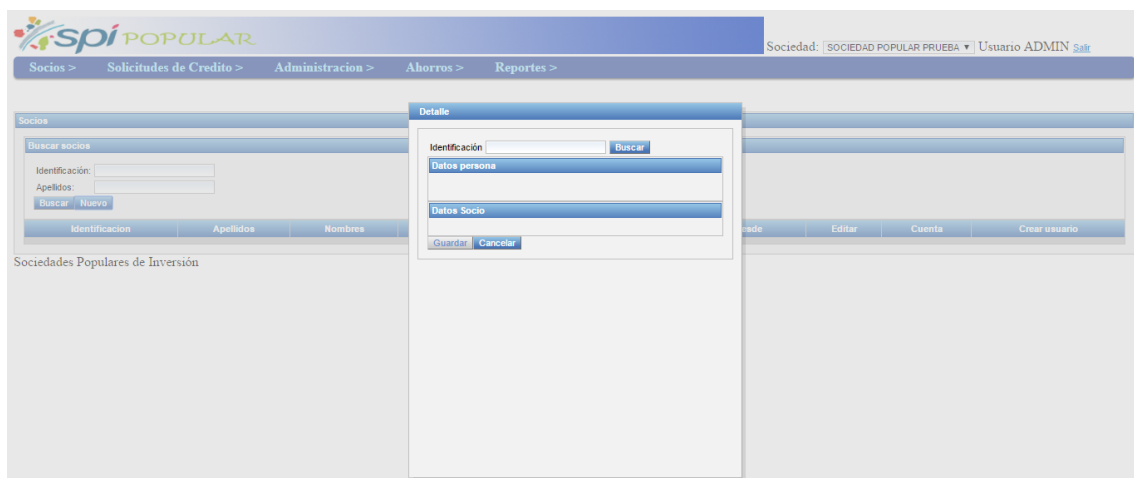 spi POPULAR
Sociedad: SOCIEDAD POPULAR PRUEBA Usuario ADMIN Salir
Socios > Solicitudes de Credito > Administracion > Ahorros > Reportes >
Detalle
Socios
Buscar socios
Identificación:
Apellidos:
Buscar Nuevo
Identificación Buscar
Datos persona
Datos Socio
Guardar Cancelar
Identificacion Apellidos Nombres Editar Cuenta Crear usuario
Sociedades Populares de Inversión